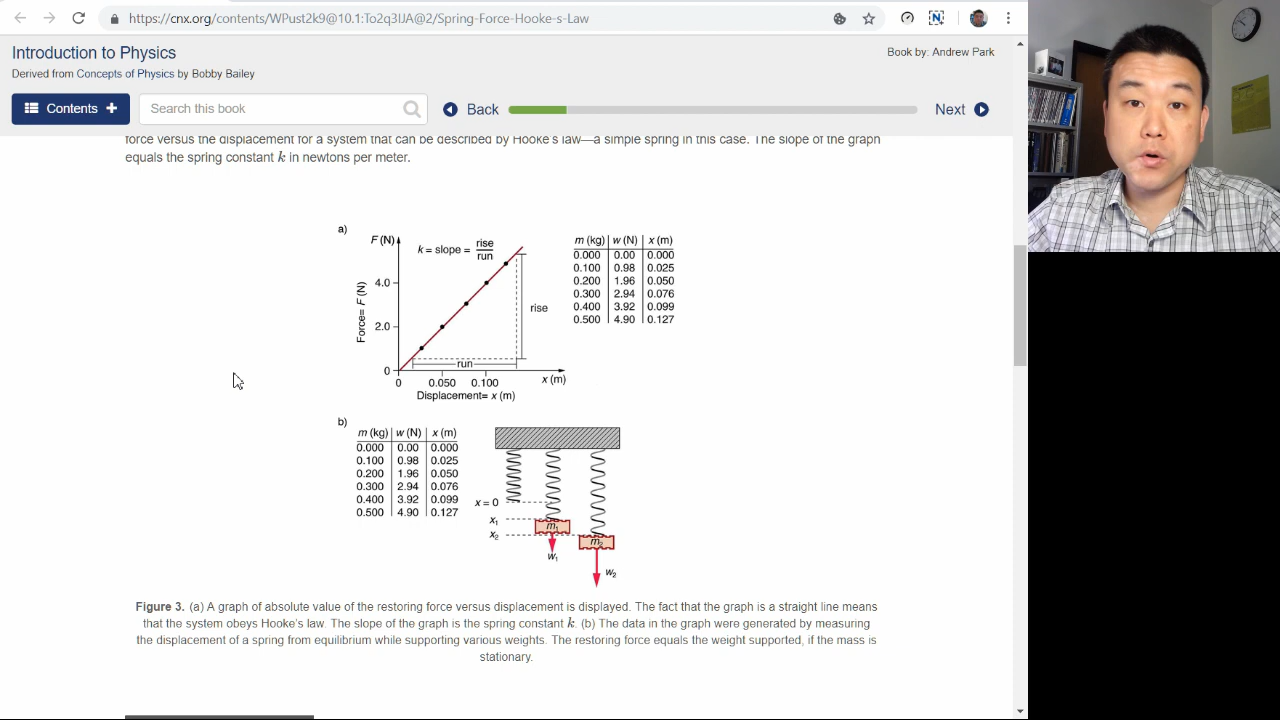 https://cnx.org/contents/WPust2k9@10.1:To2q3IJA@2/Spring-Force-Hooke-s-Law
Introduction to Physics
Book by: Andrew Park
Derived from Concepts of Physics by Bobby Bailey
Contents +
Search this book
Back
Next
force versus the displacement for a system that can be described by Hooke's law—a simple spring in this case. The slope of the graph
equals the spring constant k in newtons per meter.
a)
F (N)
k = slope = rise
run
4.0
2.0
0
Force= F (N)
rise
run
0 0.050 0.100 x (m)
Displacement= x (m)
m (kg) w (N) x (m)
0.000 0.00 0.000
0.100 0.98 0.025
0.200 1.96 0.050
0.300 2.94 0.076
0.400 3.92 0.099
0.500 4.90 0.127
b)
m (kg) w (N) x (m)
0.000 0.00 0.000
0.100 0.98 0.025
0.200 1.96 0.050
0.300 2.94 0.076
0.400 3.92 0.099
0.500 4.90 0.127
x = 0
x₁
x₂
m₁
m₂
w₁
w₂
Figure 3. (a) A graph of absolute value of the restoring force versus displacement is displayed. The fact that the graph is a straight line means
that the system obeys Hooke's law. The slope of the graph is the spring constant k. (b) The data in the graph were generated by measuring
the displacement of a spring from equilibrium while supporting various weights. The restoring force equals the weight supported, if the mass is
stationary.